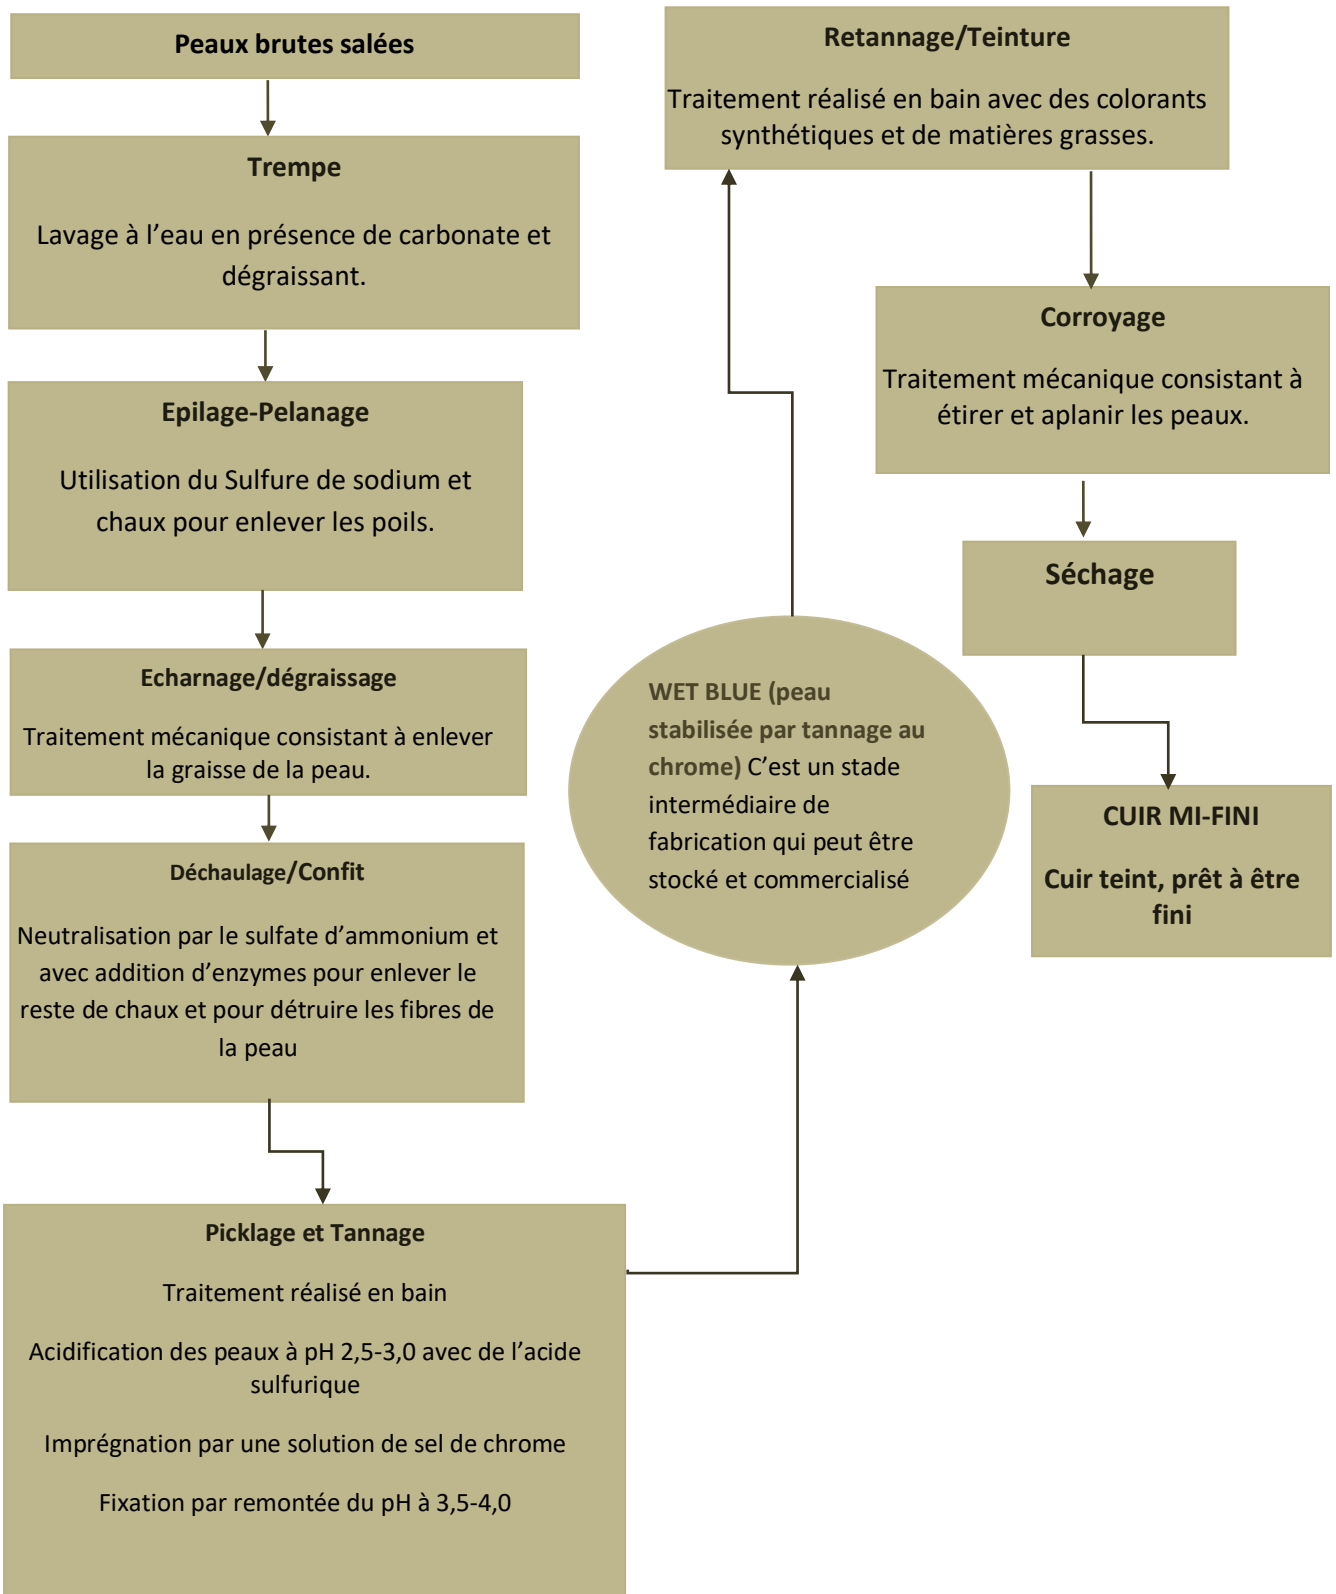 Peaux brutes salées
Trempe
Lavage à l’eau en présence de carbonate et
dégraissant.
Epilage-Pelanage
Utilisation du Sulfure de sodium et
chaux pour enlever les poils.
Echarnage/dégraissage
Traitement mécanique consistant à enlever
la graisse de la peau.
Déchaulage/Confit
Neutralisation par le sulfate d’ammonium et
avec addition d’enzymes pour enlever le
reste de chaux et pour détruire les fibres de
la peau
Picklage et Tannage
Traitement réalisé en bain
Acidification des peaux à pH 2,5-3,0 avec de l’acide
sulfurique
Imprégnation par une solution de sel de chrome
Fixation par remontée du pH à 3,5-4,0
WET BLUE (peau
stabilisée par tannage au
chrome) C’est un stade
intermédiaire de
fabrication qui peut être
stocké et commercialisé
Retannage/Teinture
Traitement réalisé en bain avec des colorants
synthétiques et de matières grasses.
Corroyage
Traitement mécanique consistant à
étirer et aplanir les peaux.
Séchage
CUIR MI-FINI
Cuir teint, prêt à être
fini